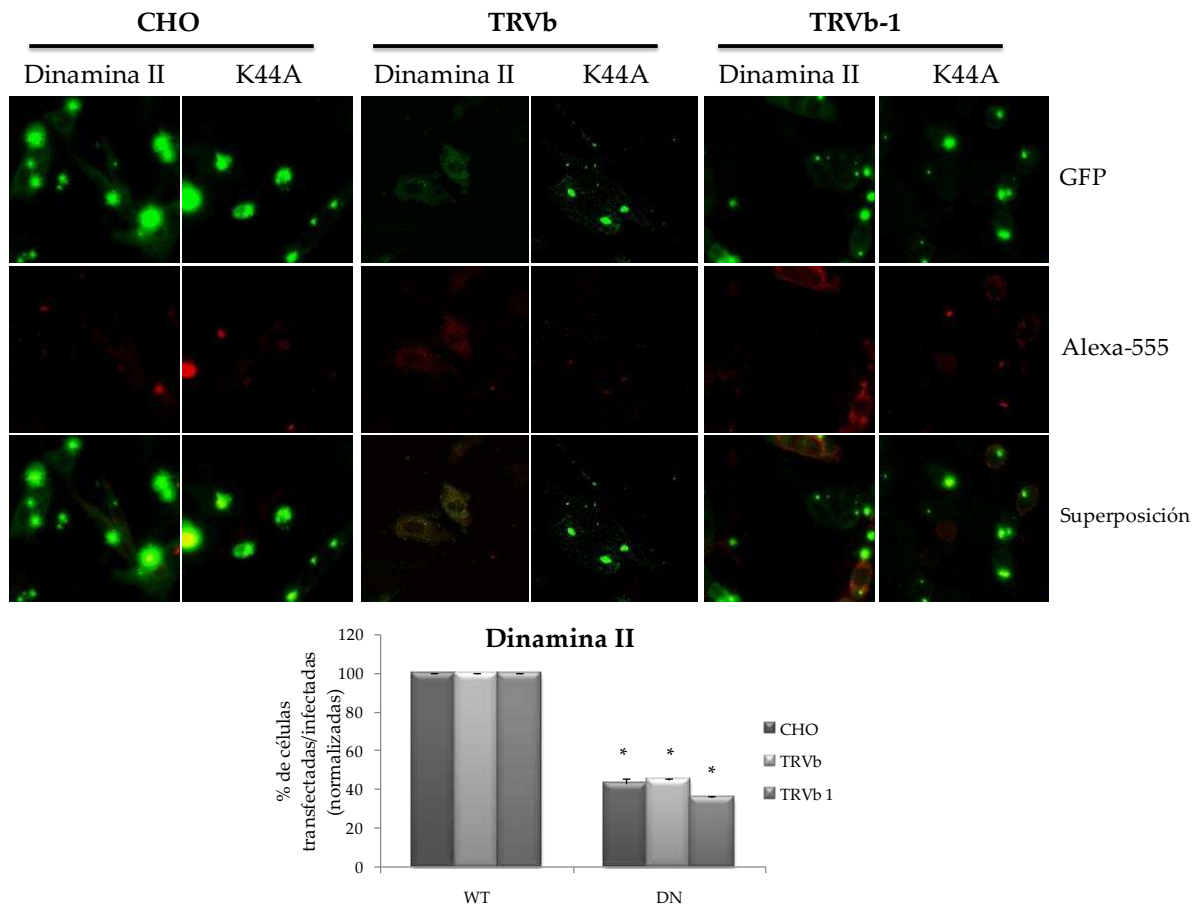 CHO
TRVb
TRVb-1
Dinamina II
K44A
Dinamina II
K44A
Dinamina II
K44A
GFP
Alexa-555
Superposición
Dinamina II
% de células
transfectadas/infectadas
(normalizadas)
120
100
80
60
40
20
0
*
*
*
WT
DN
CHO
TRVb
TRVb 1